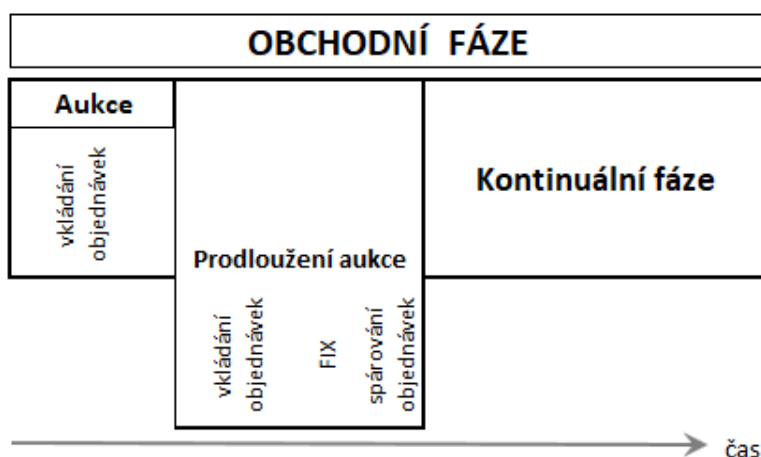 OBCHODNÍ FÁZE
Aukce
vkládání
objednávek
Prodloužení aukce
vkládání
objednávek
FIX
spárování
objednávek
Kontinuální fáze
čas